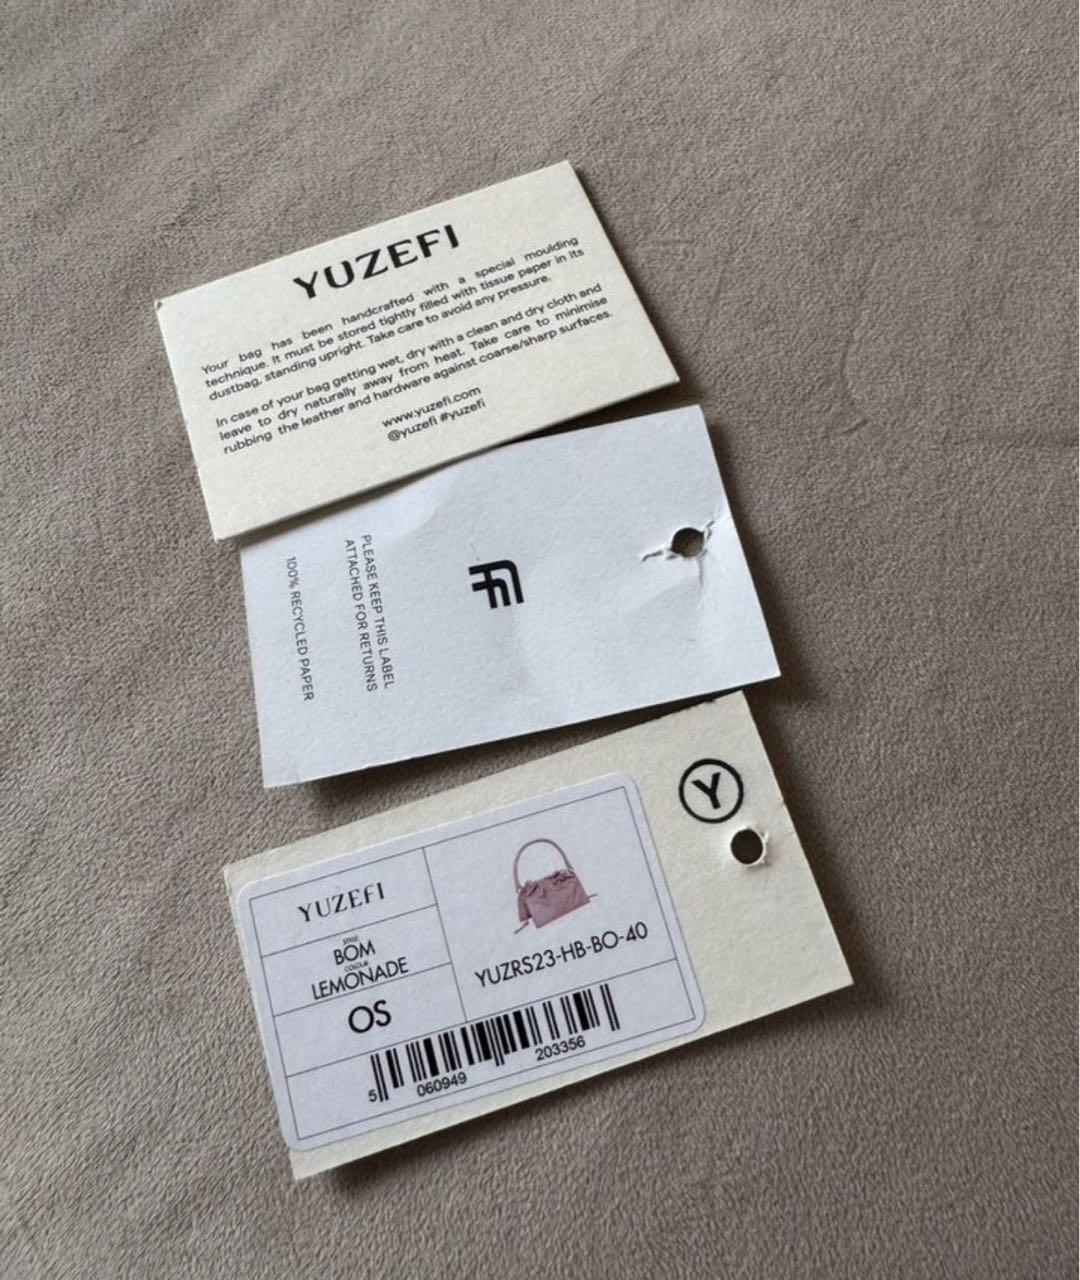 YUZEFI
Your bag has been handcrafted with a special moulding
technique. It must be stored tightly filled with tissue paper in its
dustbag, standing upright. Take care to avoid any pressure.
In case of your bag getting wet, dry with a clean and dry cloth and
leave to dry naturally away from heat. Take care to minimise
rubbing the leather and hardware against coarse/sharp surfaces.
www.yuzefi.com
@yuzefi #yuzefi
PLEASE KEEP THIS LABEL
ATTACHED FOR RETURNS
100% RECYCLED PAPER
Y
YUZEFI
STYLE
BOM
COLOUR
LEMONADE
OS
YUZRS23-HB-BO-40
5 060949 203356